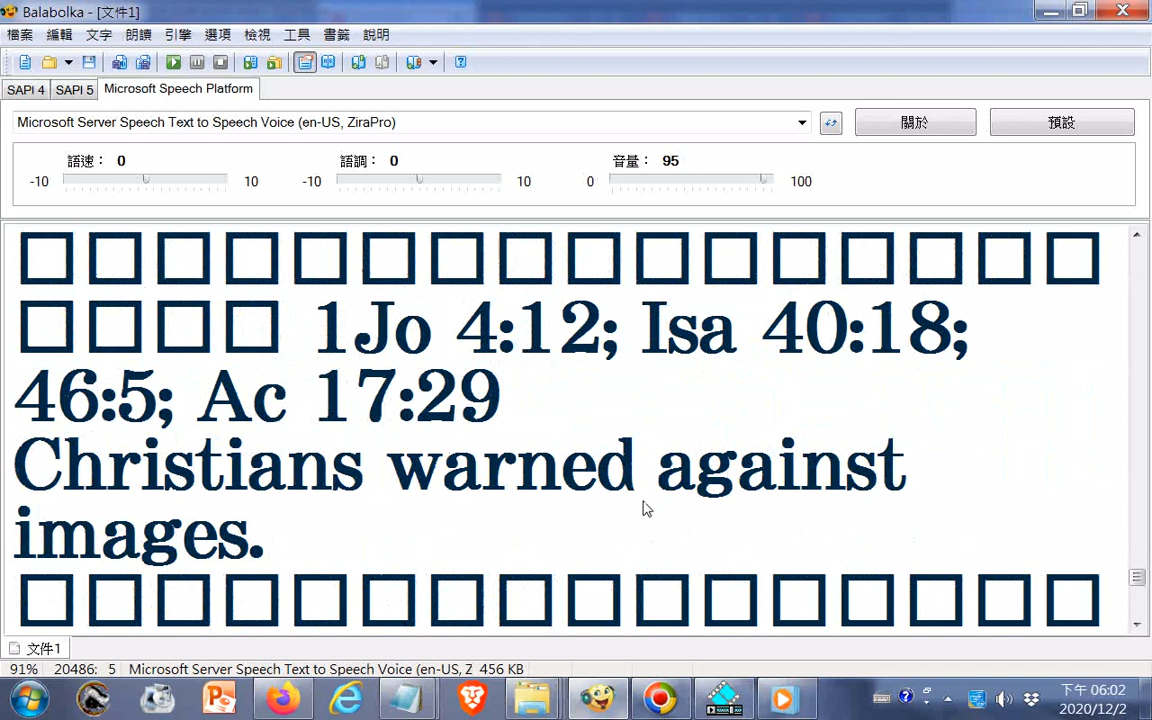 Balabolka - [文件1]
檔案 編輯 文字 朗讀 引擎 選項 檢視 工具 書籤 說明
SAPI 4 SAPI 5 Microsoft Speech Platform
Microsoft Server Speech Text to Speech Voice (en-US, ZiraPro) 關於 預設
語速： 0 語調： 0 音量： 95
-10 10 -10 10 0 100
□□□□□□□□□□□□□□□□
□□□□ 1Jo 4:12; Isa 40:18;
46:5; Ac 17:29
Christians warned against
images.
□□□□□□□□□□□□□□□□
文件1
91% 20486: 5 Microsoft Server Speech Text to Speech Voice (en-US, Z 456 KB
下午 06:02
2020/12/2